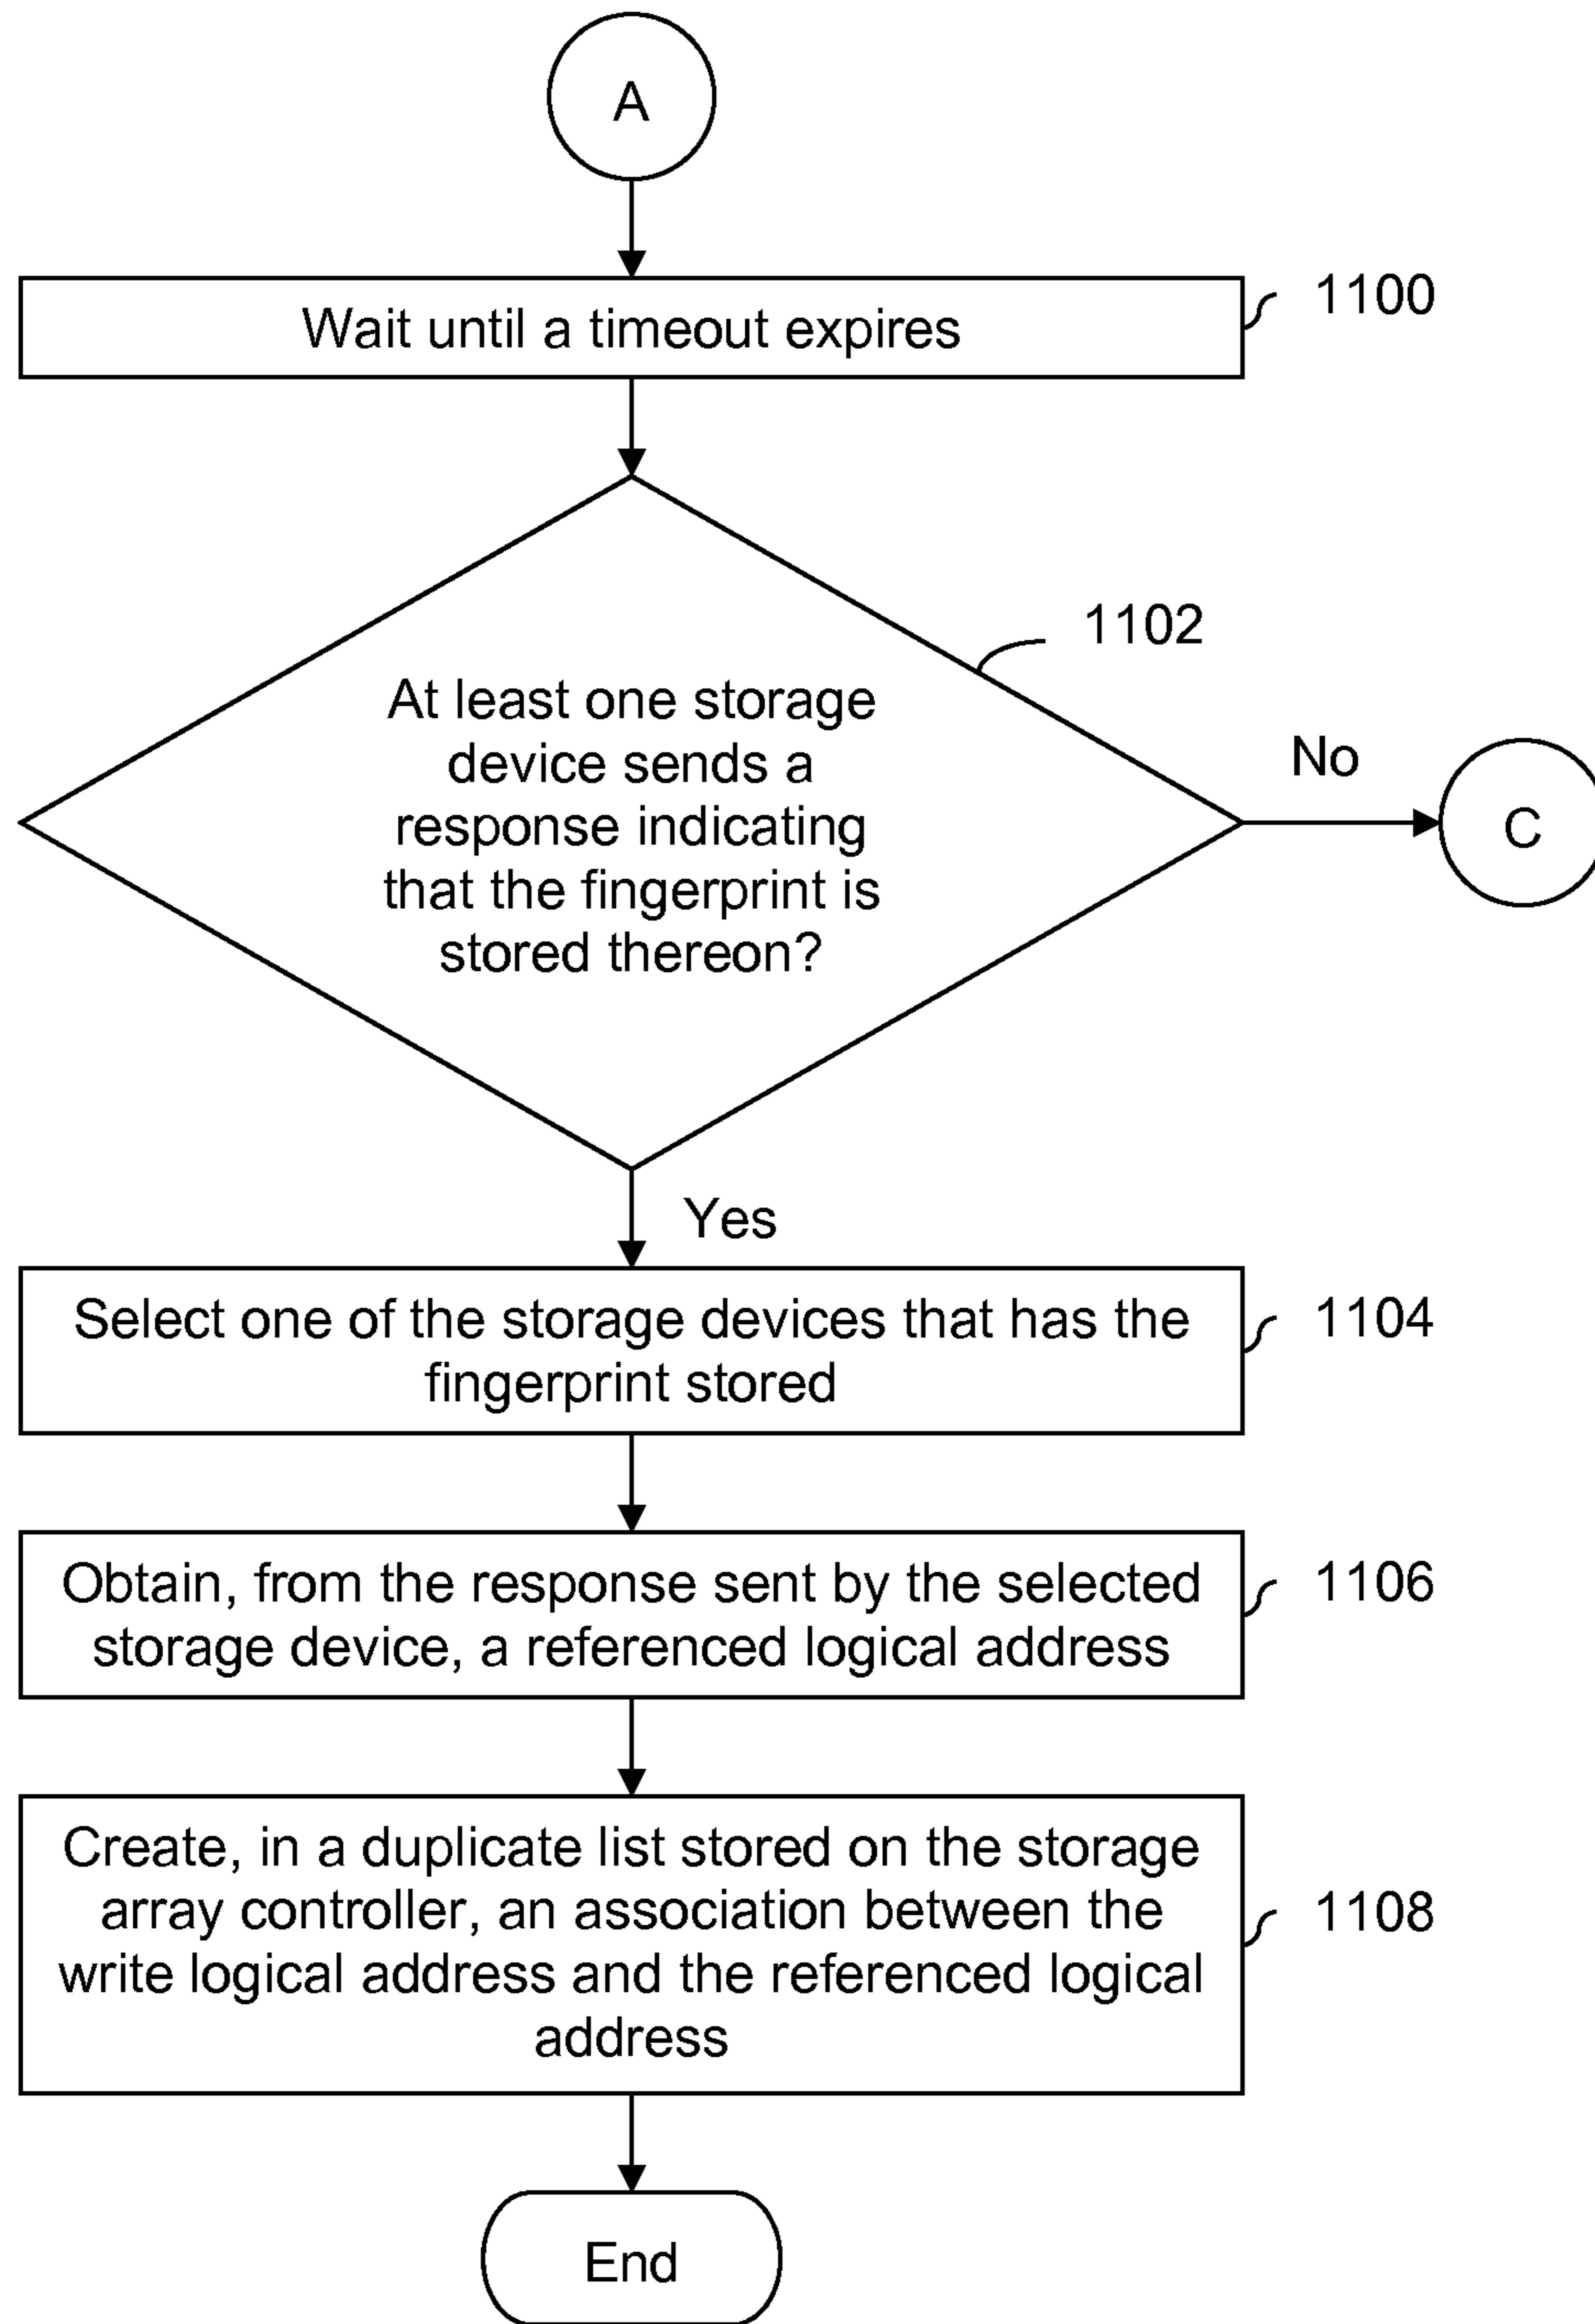 A
Wait until a timeout expires
1100
1102
At least one storage
device sends a
response indicating
that the fingerprint is
stored thereon?
No
C
Yes
Select one of the storage devices that has the
fingerprint stored
1104
Obtain, from the response sent by the selected
storage device, a referenced logical address
1106
Create, in a duplicate list stored on the storage
array controller, an association between the
write logical address and the referenced logical
address
1108
End